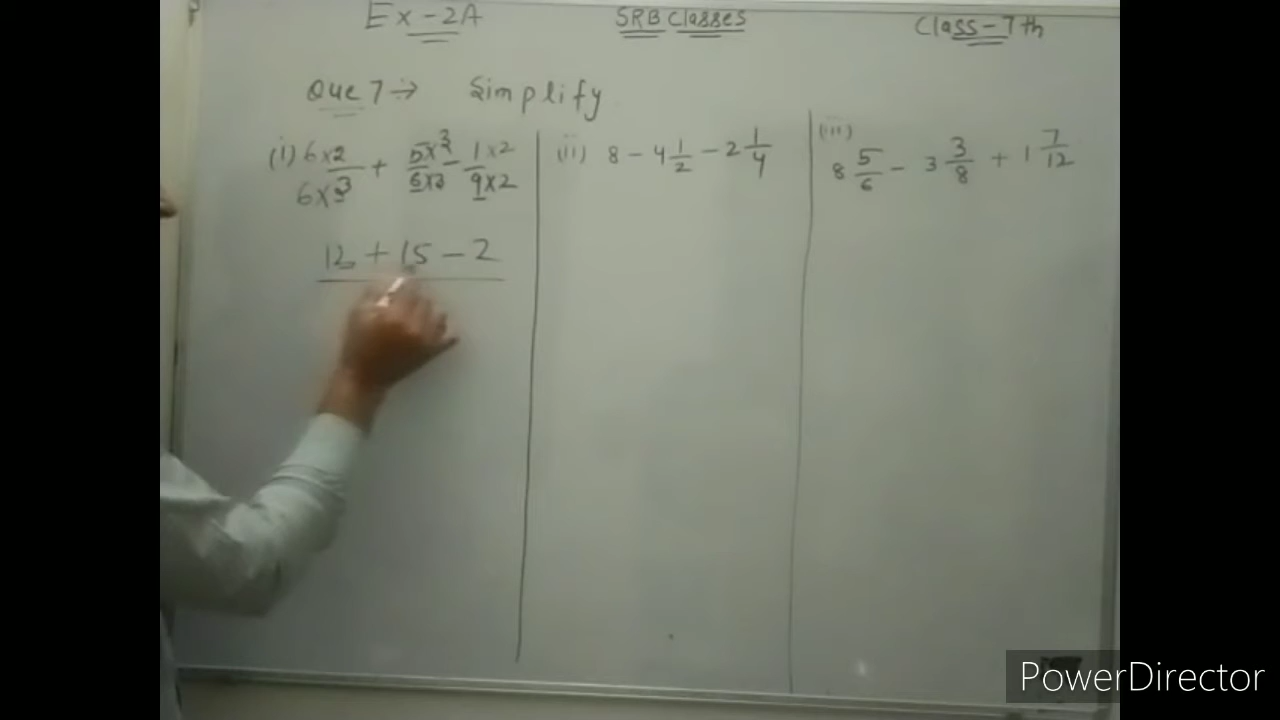 Ex - 2A SRB Classes Class - 7th
Que 7 → Simplify
(i) 6×2/6×3 + 5×3/6×3 - 1×2/9×2
(ii) 8 - 4 1/2 - 2 1/4
(iii) 8 5/6 - 3 3/8 + 1 7/12
12 + 15 - 2
PowerDirector